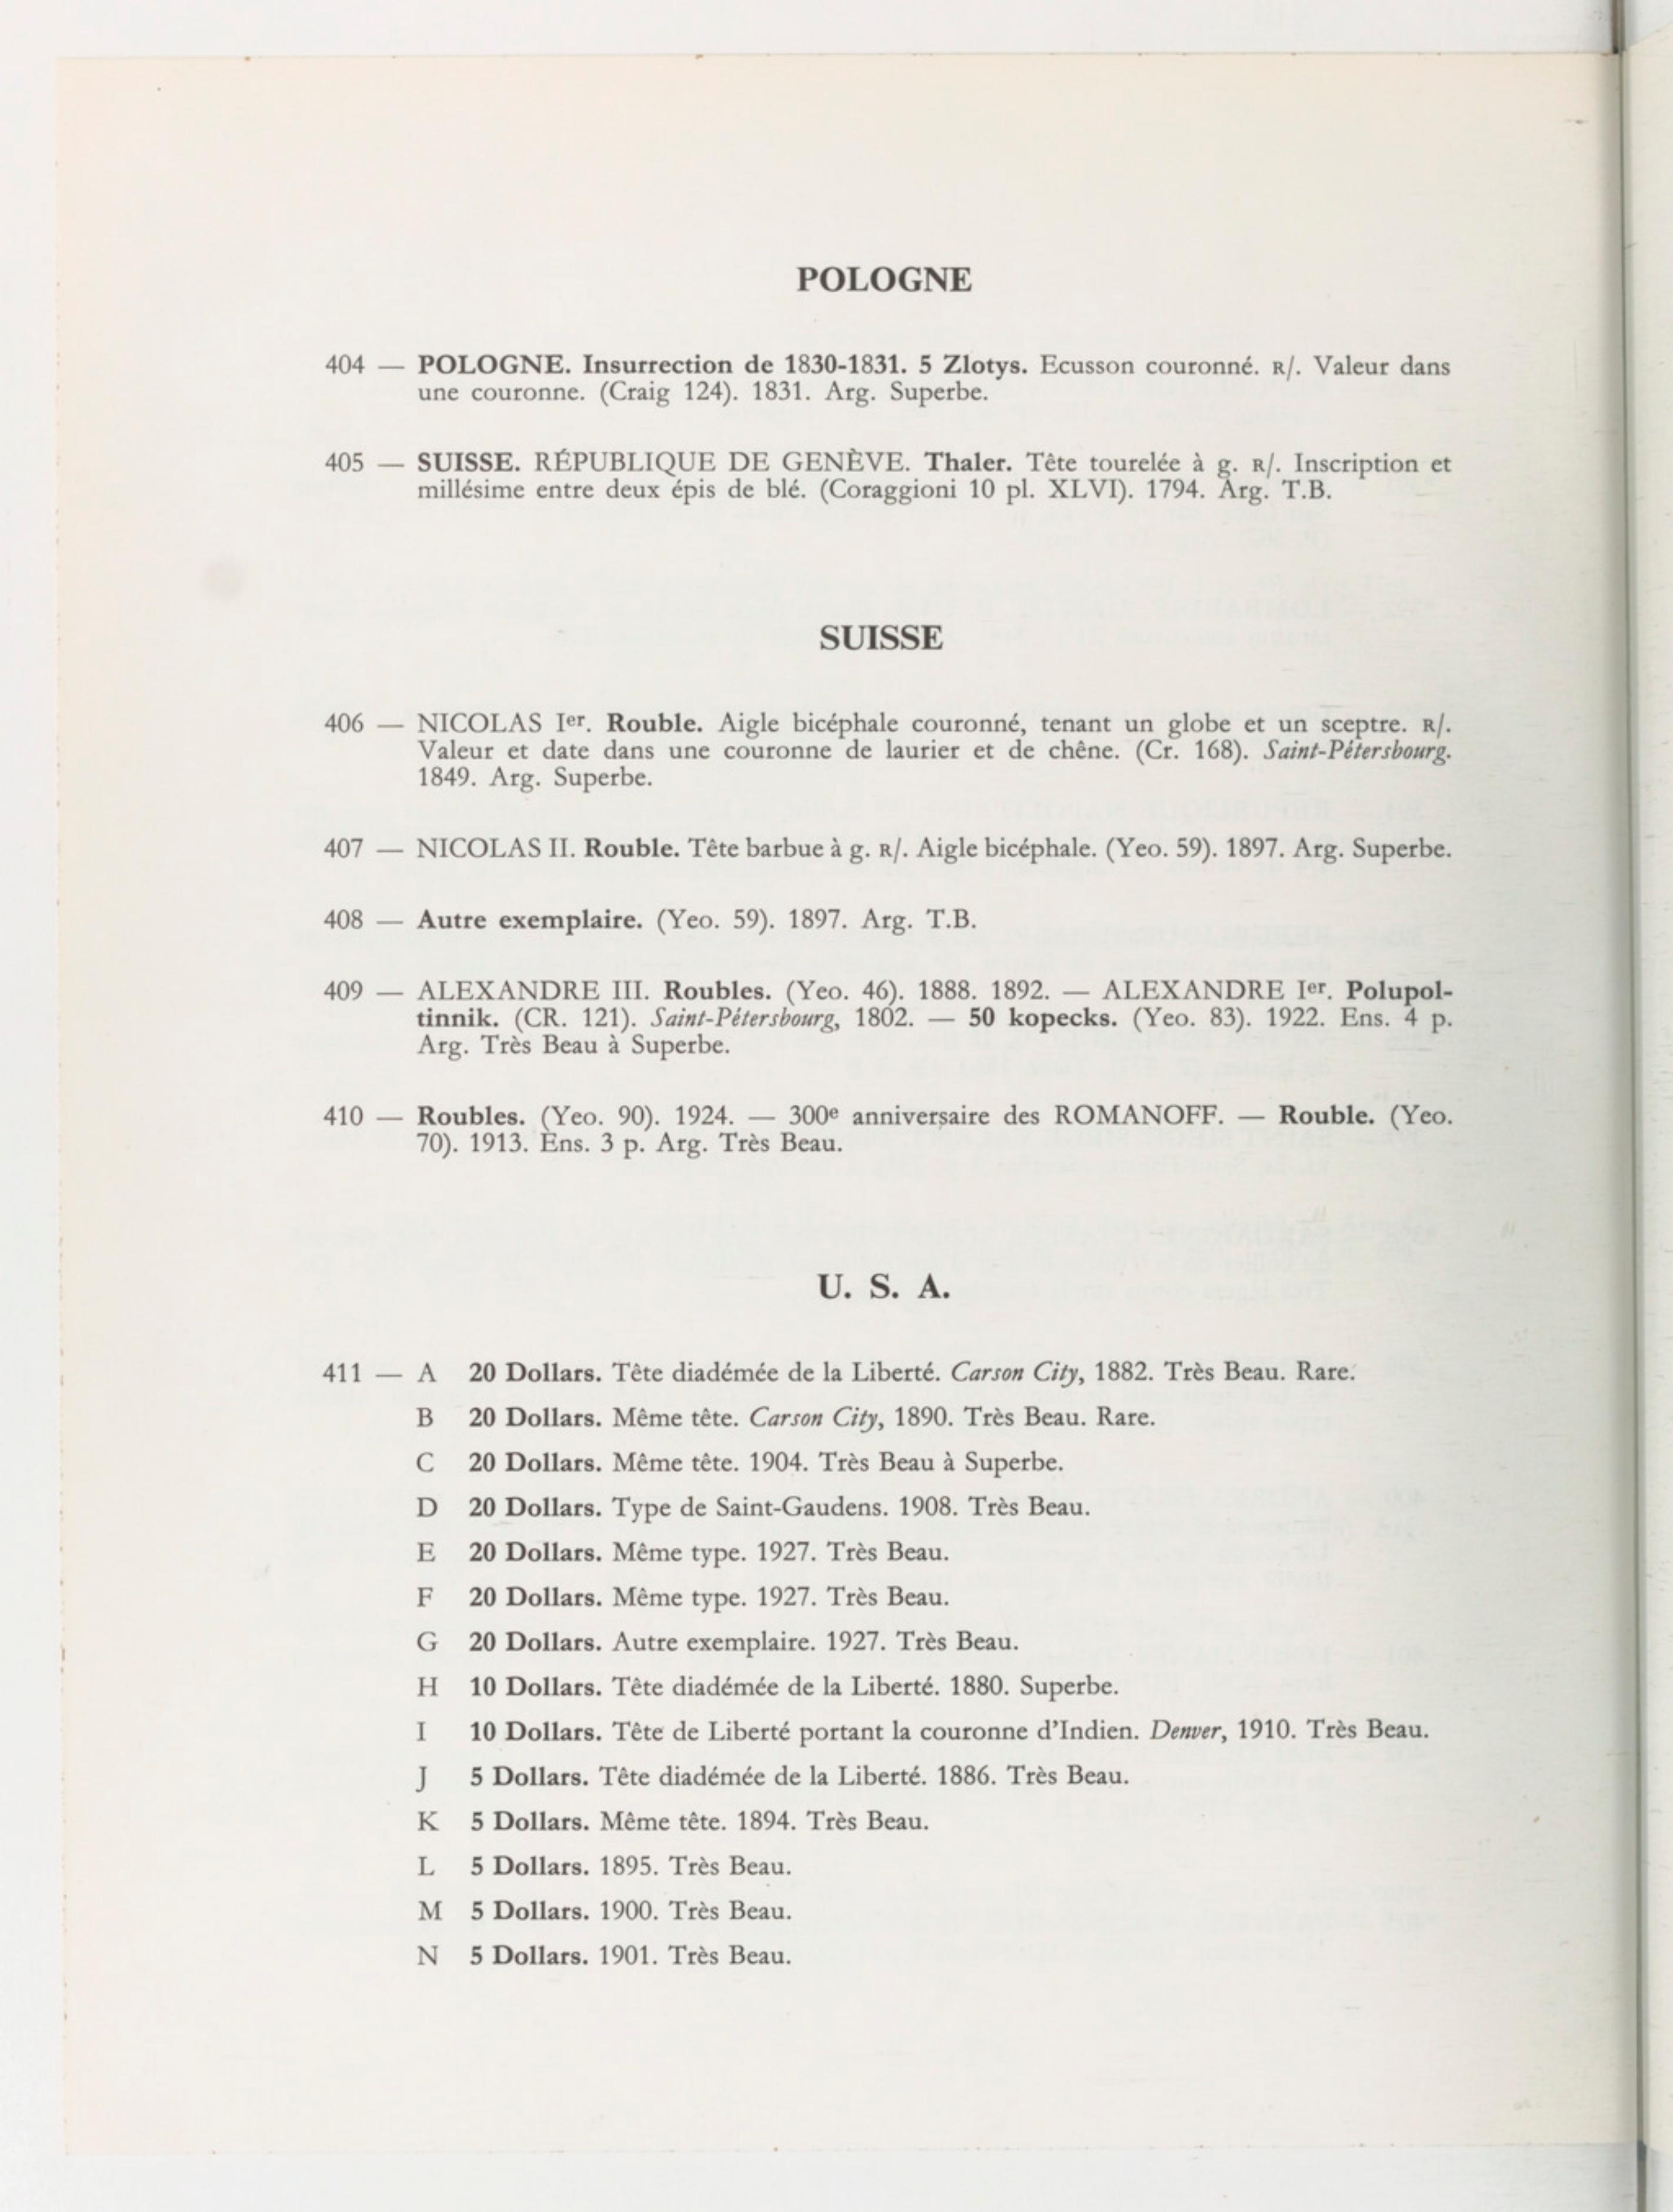 POLOGNE
404 — POLOGNE. Insurrection de 1830-1831. 5 Zlotys. Ecusson couronné. R/. Valeur dans
une couronne. (Craig 124). 1831. Arg. Superbe.
405 — SUISSE. RÉPUBLIQUE DE GENÈVE. Thaler. Tête tourelée à g. R/. Inscription et
millésime entre deux épis de blé. (Coraggioni 10 pl. XLVI). 1794. Arg. T.B.
SUISSE
406 — NICOLAS Ier. Rouble. Aigle bicéphale couronné, tenant un globe et un sceptre. R/.
Valeur et date dans une couronne de laurier et de chêne. (Cr. 168). Saint-Pétersbourg.
1849. Arg. Superbe.
407 — NICOLAS II. Rouble. Tête barbue à g. R/. Aigle bicéphale. (Yeo. 59). 1897. Arg. Superbe.
408 — Autre exemplaire. (Yeo. 59). 1897. Arg. T.B.
409 — ALEXANDRE III. Roubles. (Yeo. 46). 1888. 1892. — ALEXANDRE Ier. Polupol-
tinnik. (CR. 121). Saint-Pétersbourg, 1802. — 50 kopecks. (Yeo. 83). 1922. Ens. 4 p.
Arg. Très Beau à Superbe.
410 — Roubles. (Yeo. 90). 1924. — 300e anniversaire des ROMANOFF. — Rouble. (Yeo.
70). 1913. Ens. 3 p. Arg. Très Beau.
U. S. A.
411 — A 20 Dollars. Tête diadémée de la Liberté. Carson City, 1882. Très Beau. Rare.
B 20 Dollars. Même tête. Carson City, 1890. Très Beau. Rare.
C 20 Dollars. Même tête. 1904. Très Beau à Superbe.
D 20 Dollars. Type de Saint-Gaudens. 1908. Très Beau.
E 20 Dollars. Même type. 1927. Très Beau.
F 20 Dollars. Même type. 1927. Très Beau.
G 20 Dollars. Autre exemplaire. 1927. Très Beau.
H 10 Dollars. Tête diadémée de la Liberté. 1880. Superbe.
I 10 Dollars. Tête de Liberté portant la couronne d'Indien. Denver, 1910. Très Beau.
J 5 Dollars. Tête diadémée de la Liberté. 1886. Très Beau.
K 5 Dollars. Même tête. 1894. Très Beau.
L 5 Dollars. 1895. Très Beau.
M 5 Dollars. 1900. Très Beau.
N 5 Dollars. 1901. Très Beau.